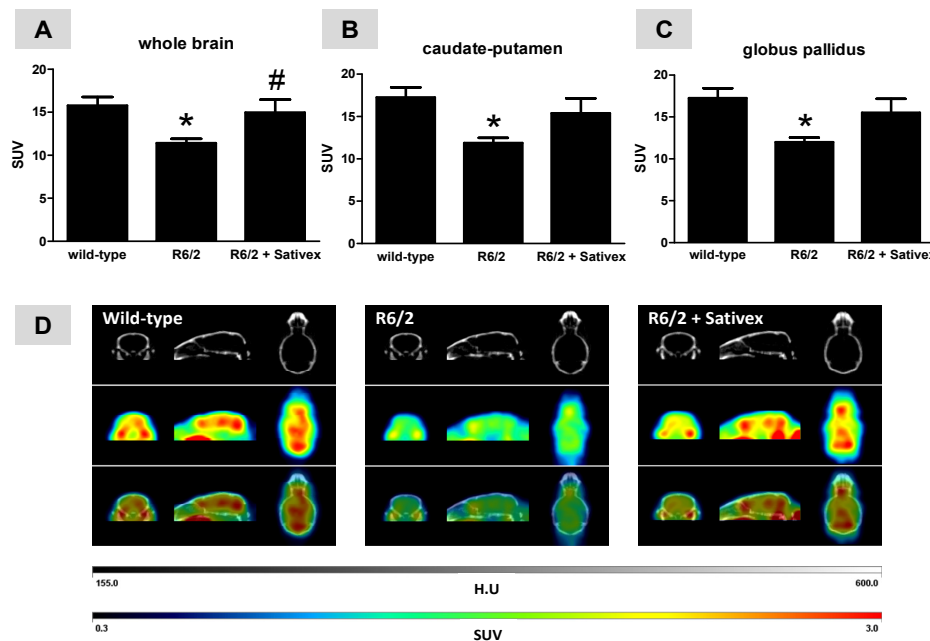 A
whole brain
20
15
10
5
0
SUV
*
#
wild-type
R6/2
R6/2 + Sativex
B
caudate-putamen
20
15
10
5
0
SUV
*
wild-type
R6/2
R6/2 + Sativex
C
globus pallidus
20
15
10
5
0
SUV
*
wild-type
R6/2
R6/2 + Sativex
D
Wild-type
R6/2
R6/2 + Sativex
155.0
H.U
600.0
0.3
SUV
3.0